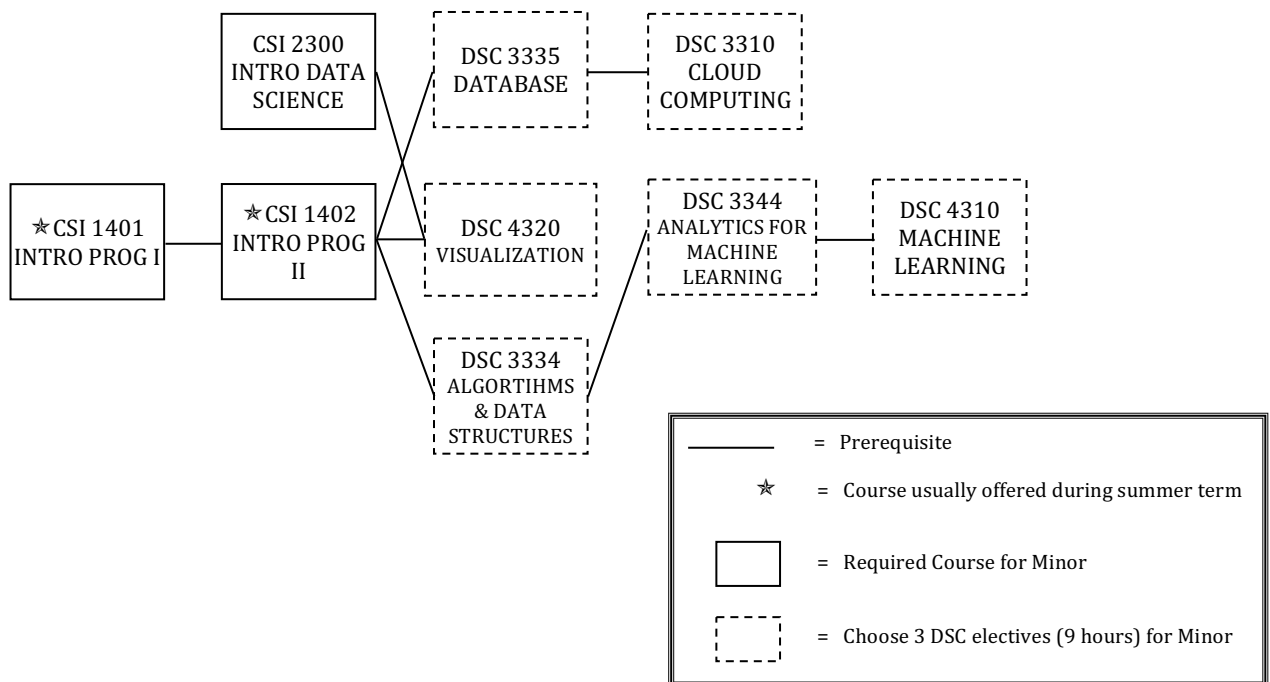 CSI 2300
INTRO DATA
SCIENCE
DSC 3335
DATABASE
DSC 3310
CLOUD
COMPUTING
✯CSI 1401
INTRO PROG I
✯CSI 1402
INTRO PROG
II
DSC 4320
VISUALIZATION
DSC 3344
ANALYTICS FOR
MACHINE
LEARNING
DSC 4310
MACHINE
LEARNING
DSC 3334
ALGORTIHMS
& DATA
STRUCTURES
= Prerequisite
✯ = Course usually offered during summer term
= Required Course for Minor
= Choose 3 DSC electives (9 hours) for Minor